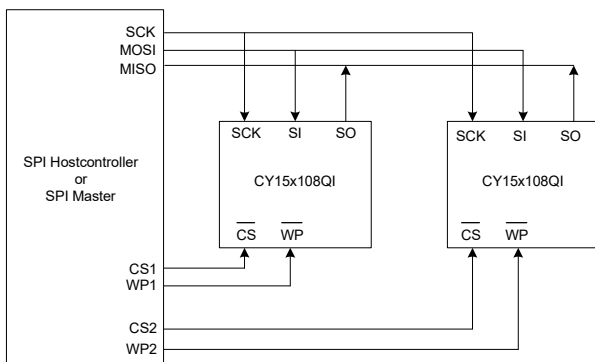 SCK
MOSI
MISO
SCK SI SO
SCK SI SO
SPI Hostcontroller
or
SPI Master
CY15x108QI
CY15x108QI
CS WP
CS WP
CS1
WP1
CS2
WP2